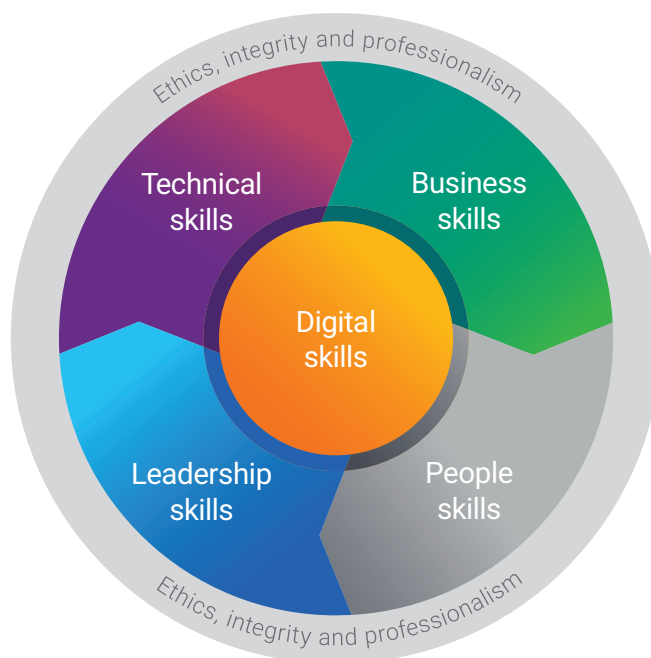 Ethics, integrity and professionalism
Technical
skills
Business
skills
Digital
skills
Leadership
skills
People
skills
Ethics, integrity and professionalism